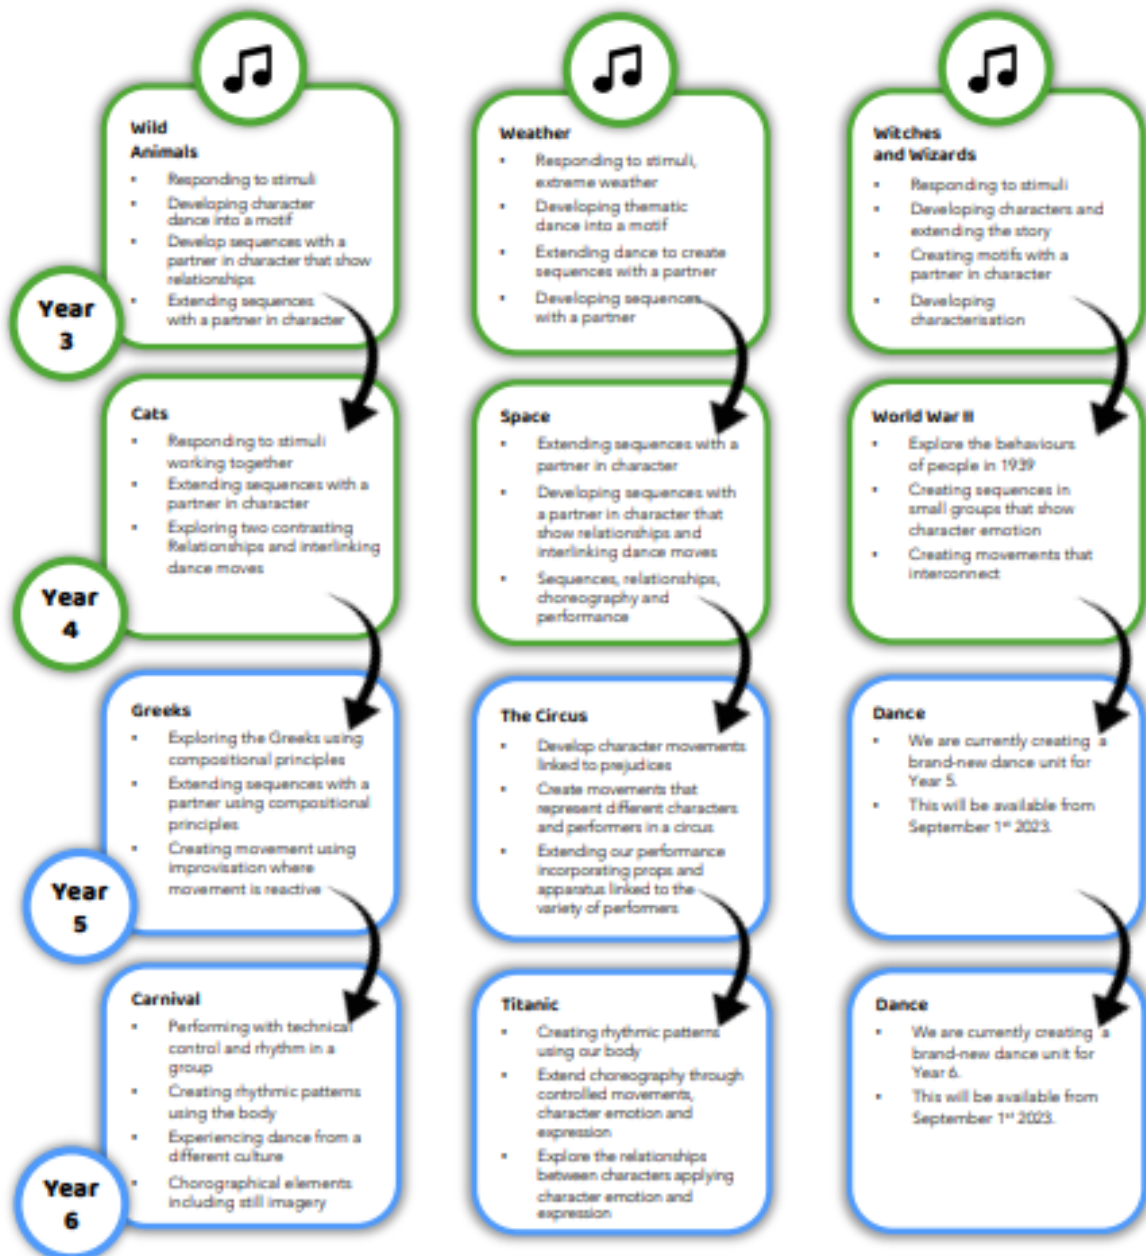 Wild
Animals
Responding to stimuli
Developing character
dance into a motif
Develop sequences with a
partner in character that show
relationships
Extending sequences
with a partner in character
Weather
Responding to stimuli,
extreme weather
Developing thematic
dance into a motif
Extending dance to create
sequences with a partner
Developing sequences
with a partner
Witches
and Wizards
Responding to stimuli
Developing characters and
extending the story
Creating motifs with a
partner in character
Developing
characterisation
Year
3
Cats
Responding to stimuli
working together
Extending sequences with a
partner in character
Exploring two contrasting
Relationships and interlinking
dance moves
Space
Extending sequences with a
partner in character
Developing sequences with
a partner in character that
show relationships and
interlinking dance moves
Sequences, relationships,
choreography and
performance
World War II
Explore the behaviours
of people in 1939
Creating sequences in
small groups that show
character emotion
Creating movements that
interconnect
Year
4
Greeks
Exploring the Greeks using
compositional principles
Extending sequences with a
partner using compositional
principles
Creating movement using
improvisation where
movement is reactive
The Circus
Develop character movements
linked to prejudices
Create movements that
represent different characters
and performers in a circus
Extending our performance
incorporating props and
apparatus linked to the
variety of performers
Dance
We are currently creating a
brand-new dance unit for
Year 5.
This will be available from
September 1st 2023.
Year
5
Carnival
Performing with technical
control and rhythm in a
group
Creating rhythmic patterns
using the body
Experiencing dance from a
different culture
Chorographical elements
including still imagery
Titanic
Creating rhythmic patterns
using our body
Extend choreography through
controlled movements,
character emotion and
expression
Explore the relationships
between characters applying
character emotion and
expression
Dance
We are currently creating a
brand-new dance unit for
Year 6.
This will be available from
September 1st 2023.
Year
6